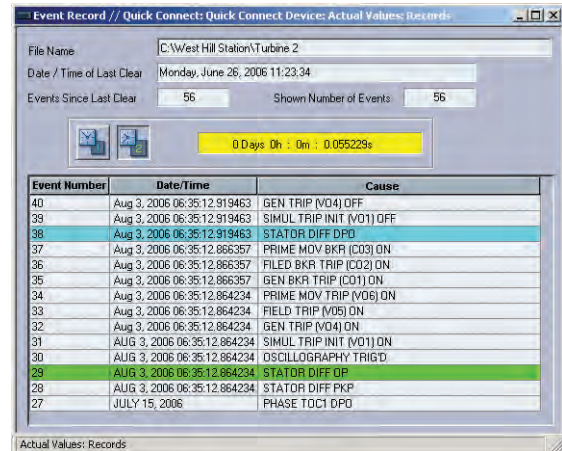 Event Record // Quick Connect: Quick Connect Device: Actual Values: Records
File Name C:\West Hill Station\Turbine 2
Date / Time of Last Clear Monday, June 26, 2006 11:23:34
Events Since Last Clear 56 Shown Number of Events 56
0 Days 0h : 0m : 0.055229s
Event Number Date/Time Cause
40 Aug 3, 2006 06:35:12.919463 GEN TRIP (VO4) OFF
39 Aug 3, 2006 06:35:12.919463 SIMUL TRIP INIT (VO1) OFF
38 Aug 3, 2006 06:35:12.919463 STATOR DIFF DPO
37 Aug 3, 2006 06:35:12.866357 PRIME MOV BKR (CO3) ON
36 Aug 3, 2006 06:35:12.866357 FILED BKR TRIP (CO2) ON
35 Aug 3, 2006 06:35:12.866357 GEN BKR TRIP (CO1) ON
34 Aug 3, 2006 06:35:12.864234 PRIME MOV TRIP (VO6) ON
33 Aug 3, 2006 06:35:12.864234 FIELD TRIP (VO5) ON
32 Aug 3, 2006 06:35:12.864234 GEN TRIP (VO4) ON
31 AUG 3, 2006 06:35:12.864234 SIMUL TRIP INIT (VO1) ON
30 AUG 3, 2006 06:35:12.864234 OSCILLOGRAPHY TRIG'D
29 AUG 3, 2006 06:35:12.864234 STATOR DIFF OP
28 AUG 3, 2006 06:35:12.864234 STATOR DIFF PKP
27 JULY 15, 2006 PHASE TOC1 DPO
Actual Values: Records